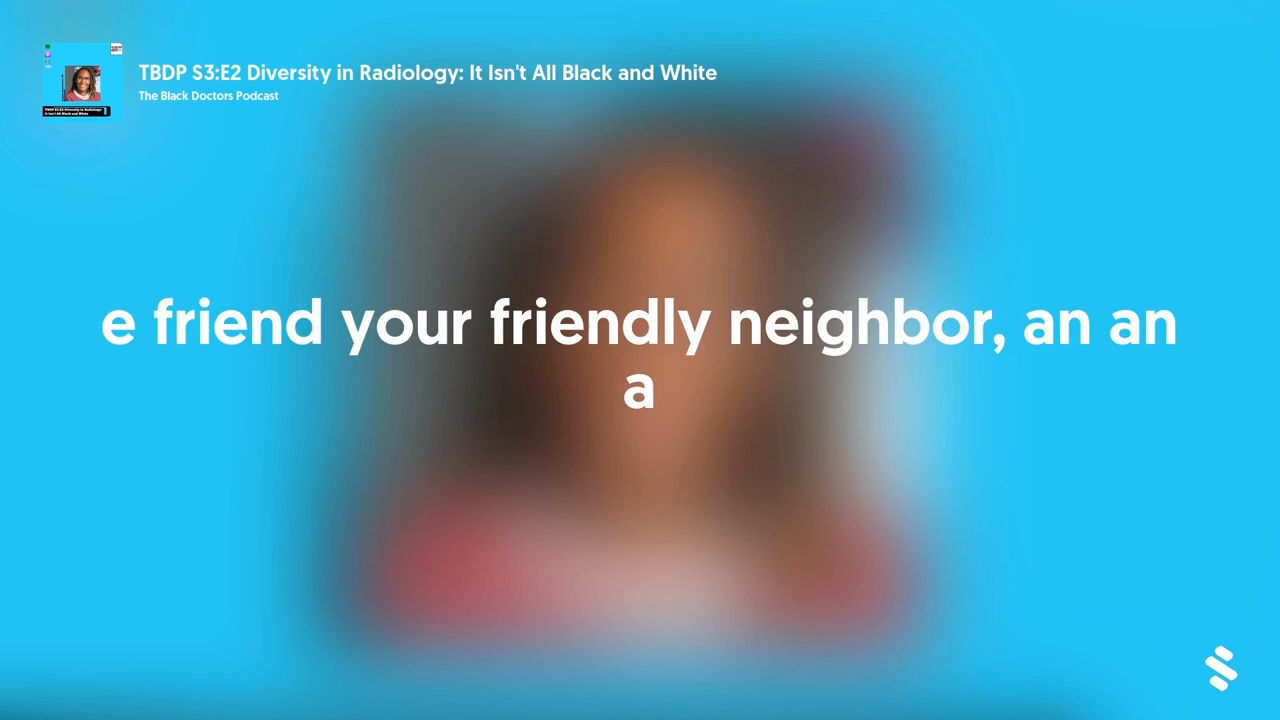 TBDP S3:E2 Diversity in Radiology: It Isn't All Black and White
The Black Doctors Podcast
e friend your friendly neighbor, an an
a